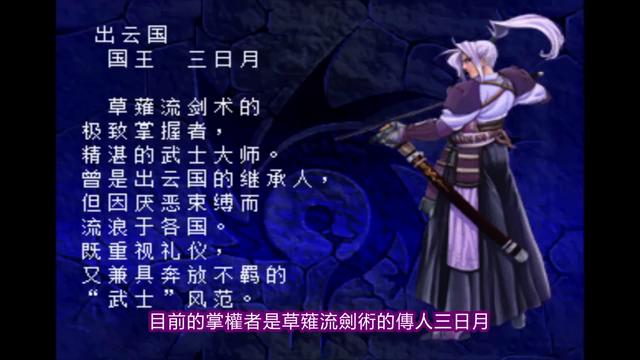 出云国
国王 三日月
草薙流剑术的
极致掌握者，
精湛的武士大师。
曾是出云国的继承人，
但因厌恶束缚而
流浪于各国。
既重视礼仪，
又兼具奔放不羁的
“武士”风范。
目前的掌權者是草薙流劍術的傳人三日月